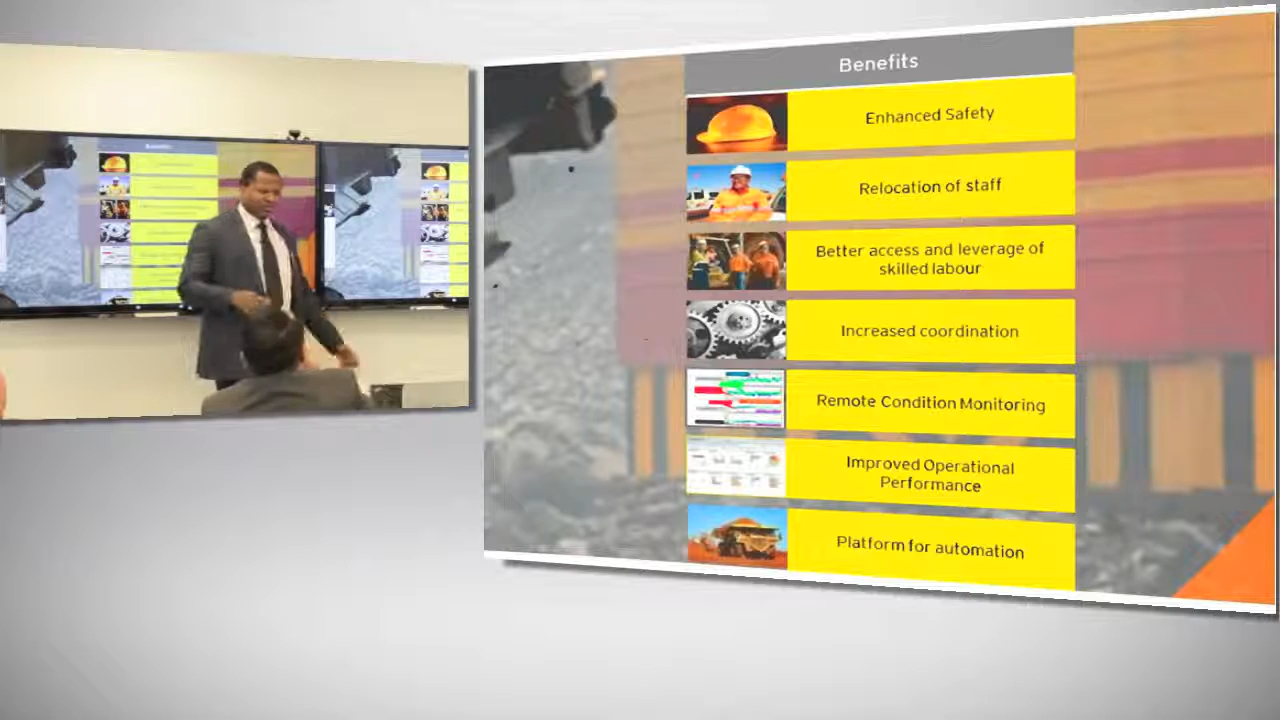 Benefits
Enhanced Safety
Relocation of staff
Better access and leverage of
skilled labour
Increased coordination
Remote Condition Monitoring
Improved Operational
Performance
Platform for automation